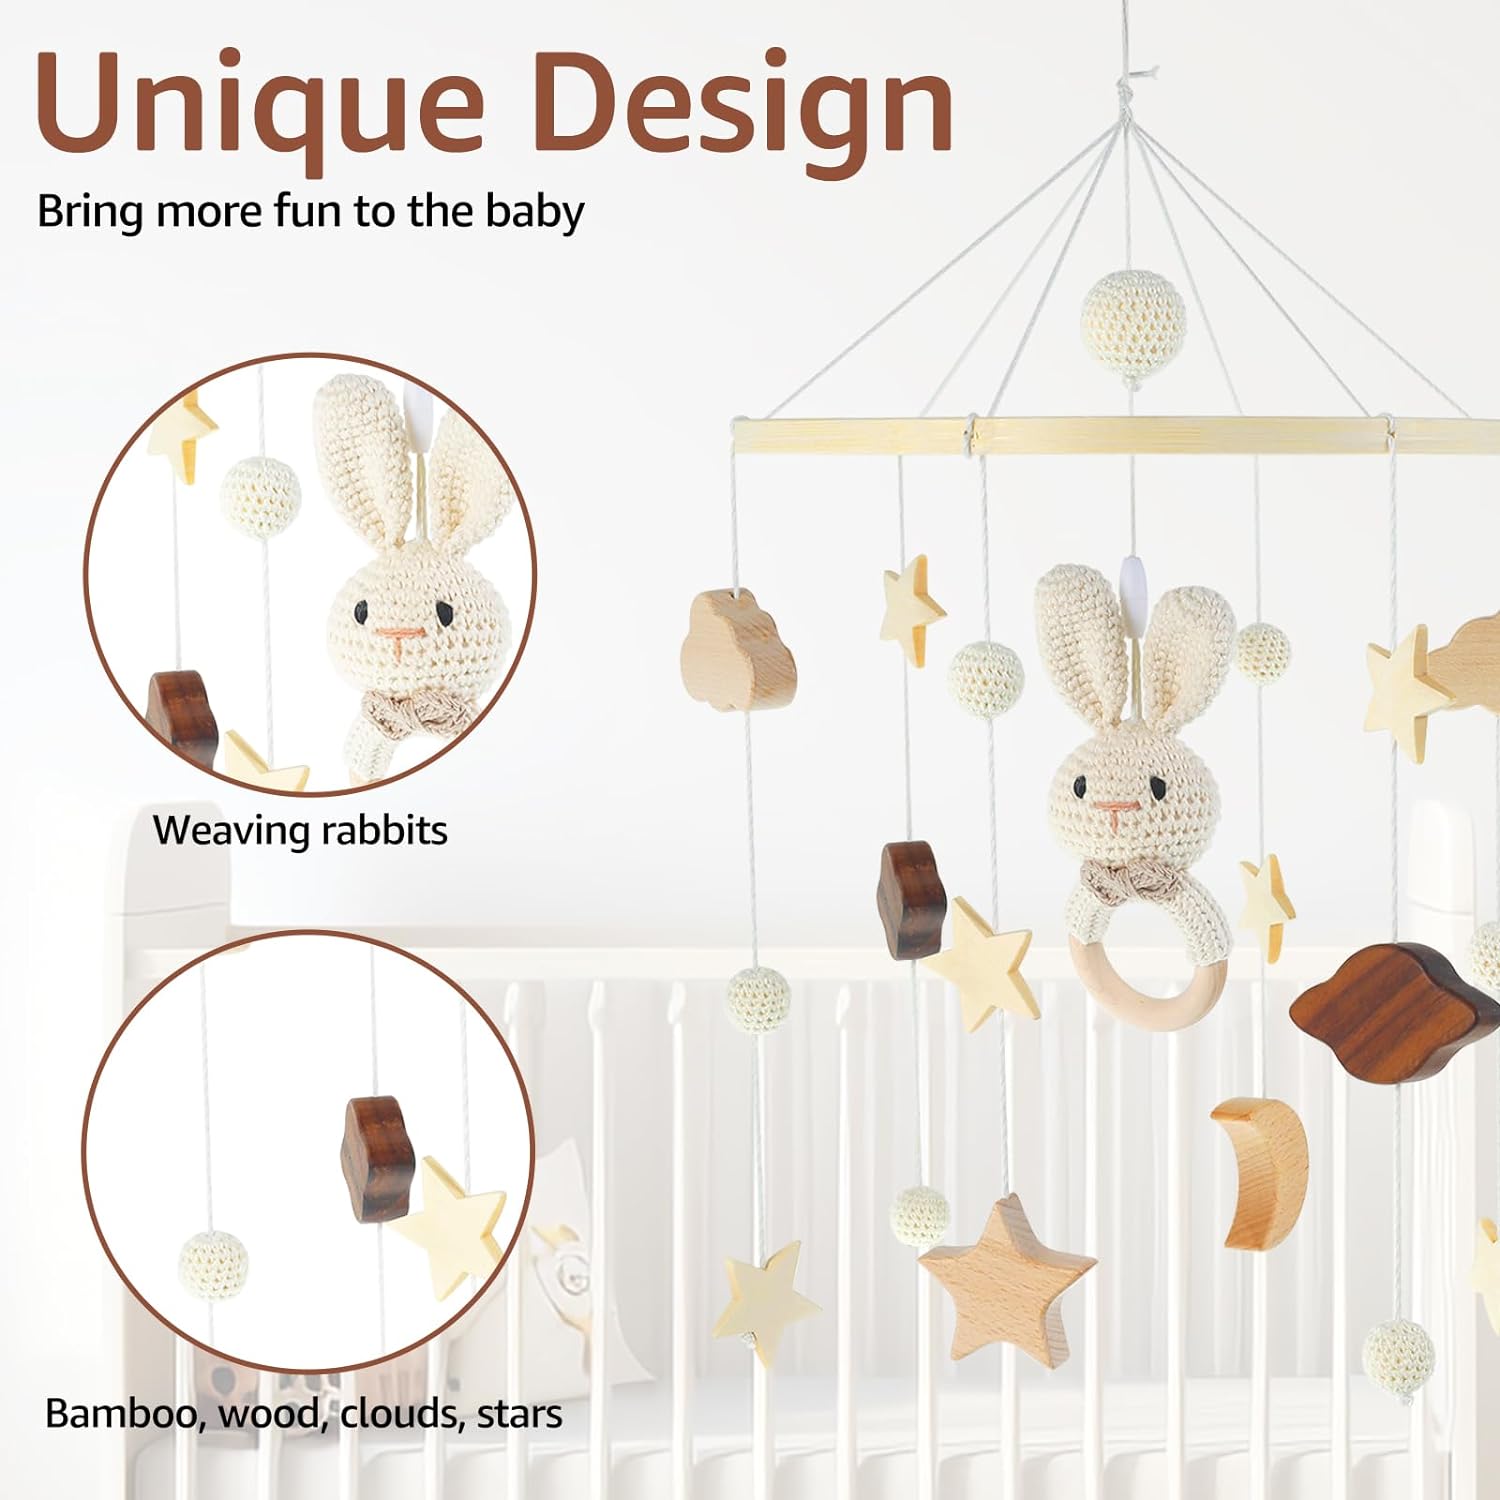 Unique Design
Bring more fun to the baby
Weaving rabbits
Bamboo, wood, clouds, stars